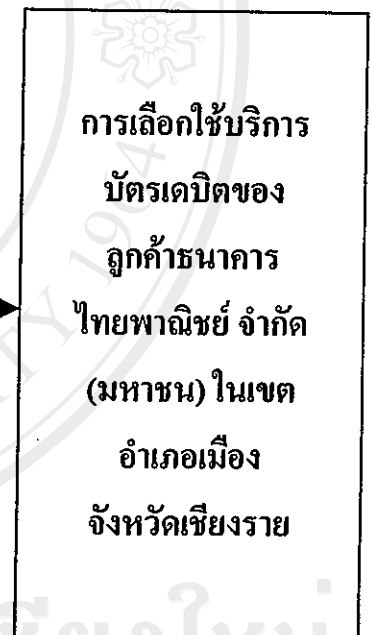 การเลือกใช้บริการ
บัตรเดบิตของ
ลูกค้าธนาคาร
ไทยพาณิชย์ จำกัด
(มหาชน) ในเขต
อำเภอเมือง
จังหวัดเชียงราย